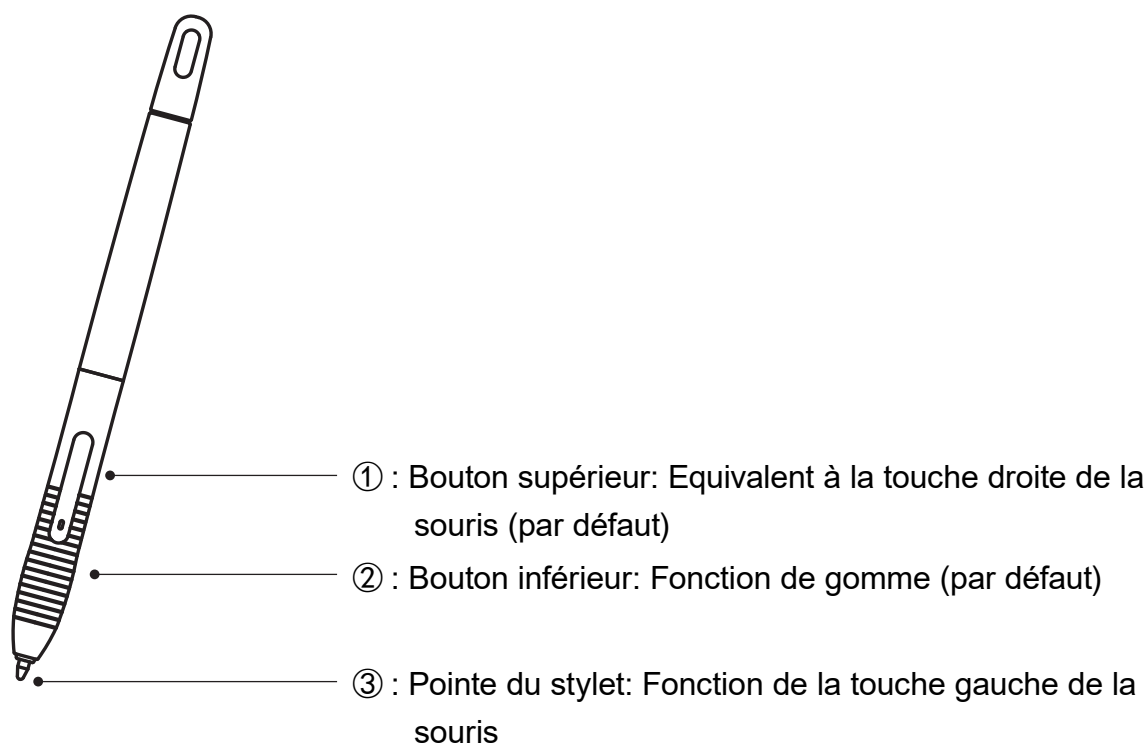 ① : Bouton supérieur: Equivalent à la touche droite de la
souris (par défaut)
② : Bouton inférieur: Fonction de gomme (par défaut)
③ : Pointe du stylet: Fonction de la touche gauche de la
souris